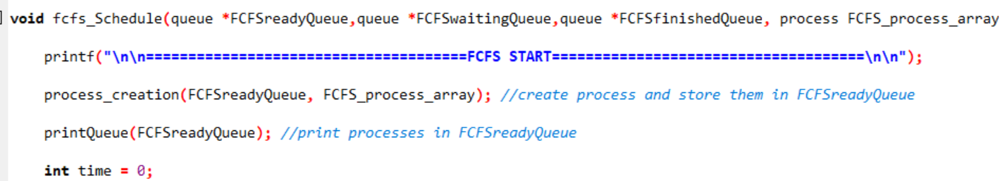 void fcfs_Schedule(queue *FCFSreadyQueue,queue *FCFSwaitingQueue,queue *FCFSfinishedQueue, process FCFS_process_array
printf("\n\n======================================FCFS START=====================================\n\n");
process_creation(FCFSreadyQueue, FCFS_process_array); //create process and store them in FCFSreadyQueue
printQueue(FCFSreadyQueue); //print processes in FCFSreadyQueue
int time = 0;